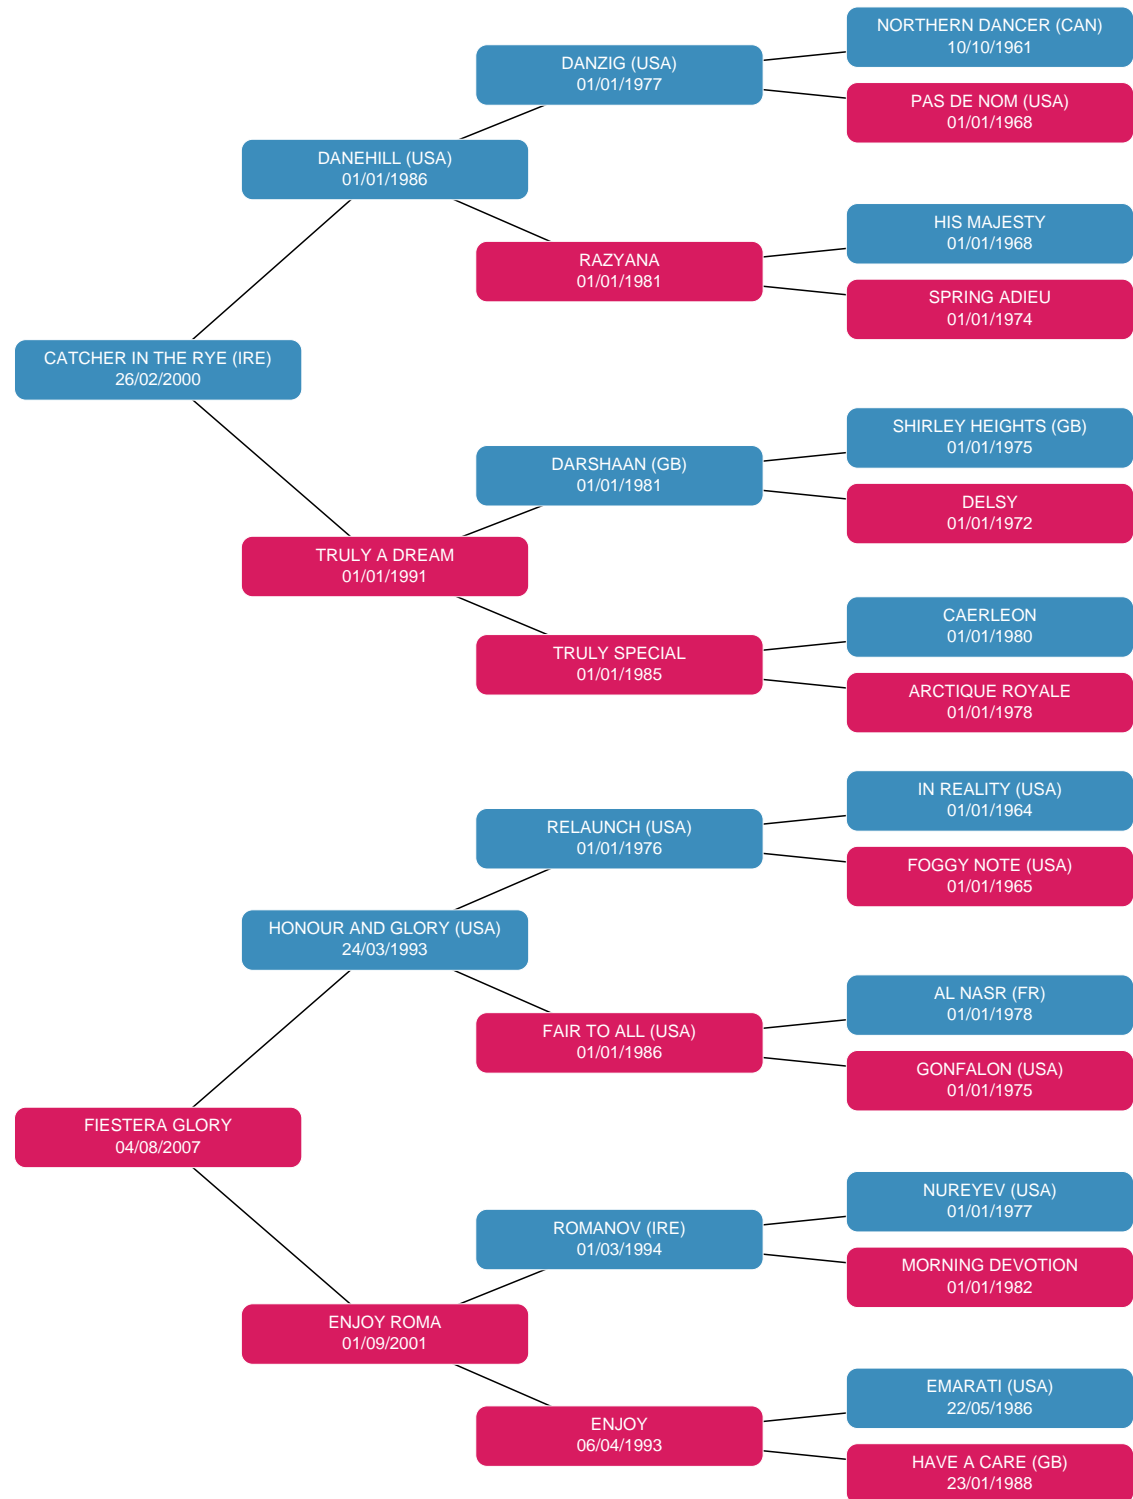 NORTHERN DANCER (CAN)
10/10/1961
DANZIG (USA)
01/01/1977
PAS DE NOM (USA)
01/01/1968
DANEHILL (USA)
01/01/1986
HIS MAJESTY
01/01/1968
RAZYANA
01/01/1981
SPRING ADIEU
01/01/1974
CATCHER IN THE RYE (IRE)
26/02/2000
SHIRLEY HEIGHTS (GB)
01/01/1975
DARSHAAN (GB)
01/01/1981
DELSY
01/01/1972
TRULY A DREAM
01/01/1991
CAERLEON
01/01/1980
TRULY SPECIAL
01/01/1985
ARCTIQUE ROYALE
01/01/1978
IN REALITY (USA)
01/01/1964
RELAUNCH (USA)
01/01/1976
FOGGY NOTE (USA)
01/01/1965
HONOUR AND GLORY (USA)
24/03/1993
AL NASR (FR)
01/01/1978
FAIR TO ALL (USA)
01/01/1986
GONFALON (USA)
01/01/1975
FIESTERA GLORY
04/08/2007
NUREYEV (USA)
01/01/1977
ROMANOV (IRE)
01/03/1994
MORNING DEVOTION
01/01/1982
ENJOY ROMA
01/09/2001
EMARATI (USA)
22/05/1986
ENJOY
06/04/1993
HAVE A CARE (GB)
23/01/1988